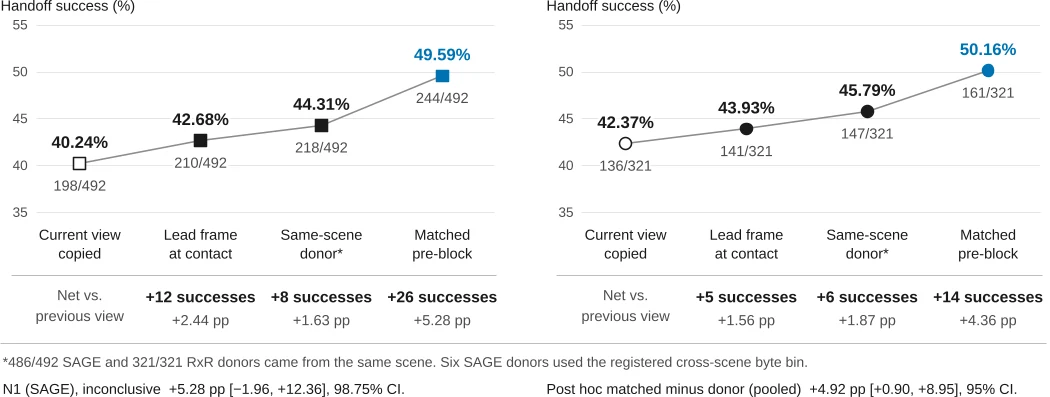 Handoff success (%)
55
50
45
40
35
40.24%
198/492
42.68%
210/492
44.31%
218/492
49.59%
244/492
Current view
copied
Lead frame
at contact
Same-scene
donor*
Matched
pre-block
Net vs.
previous view
+12 successes
+2.44 pp
+8 successes
+1.63 pp
+26 successes
+5.28 pp
Handoff success (%)
55
50
45
40
35
42.37%
136/321
43.93%
141/321
45.79%
147/321
50.16%
161/321
Current view
copied
Lead frame
at contact
Same-scene
donor*
Matched
pre-block
Net vs.
previous view
+5 successes
+1.56 pp
+6 successes
+1.87 pp
+14 successes
+4.36 pp
*486/492 SAGE and 321/321 RxR donors came from the same scene. Six SAGE donors used the registered cross-scene byte bin.
N1 (SAGE), inconclusive +5.28 pp [−1.96, +12.36], 98.75% CI.
Post hoc matched minus donor (pooled) +4.92 pp [+0.90, +8.95], 95% CI.